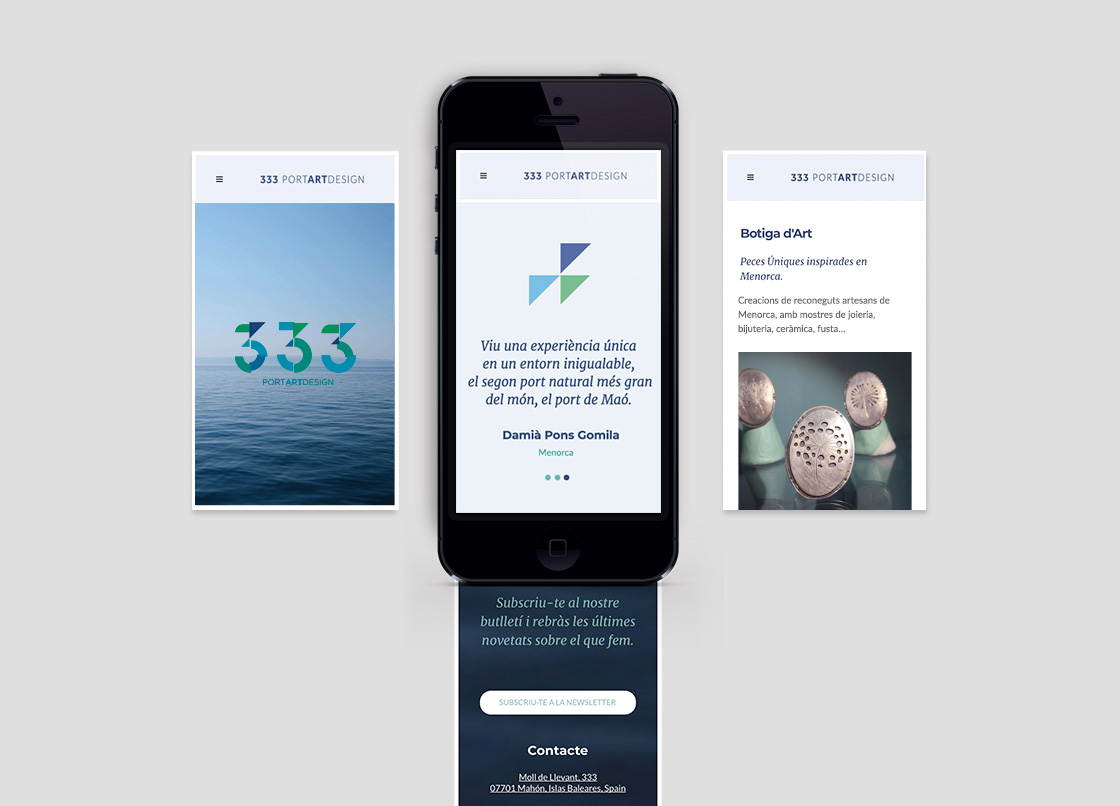 333 PORTARTDESIGN
333
PORTARTDESIGN
333 PORTARTDESIGN
Viu una experiència única
en un entorn inigualable,
el segon port natural més gran
del món, el port de Maó.
Damià Pons Gomila
Menorca
Subscriu-te al nostre
butlletí i rebràs les últimes
novetats sobre el que fem.
SUBSCRIU-TE A LA NEWSLETTER
Contacte
Moll de Llevant, 333
07701 Mahón, Islas Baleares, Spain
333 PORTARTDESIGN
Botiga d'Art
Peces Úniques inspirades en
Menorca.
Creacions de reconeguts artesans de
Menorca, amb mostres de joieria,
bijuteria, ceràmica, fusta...